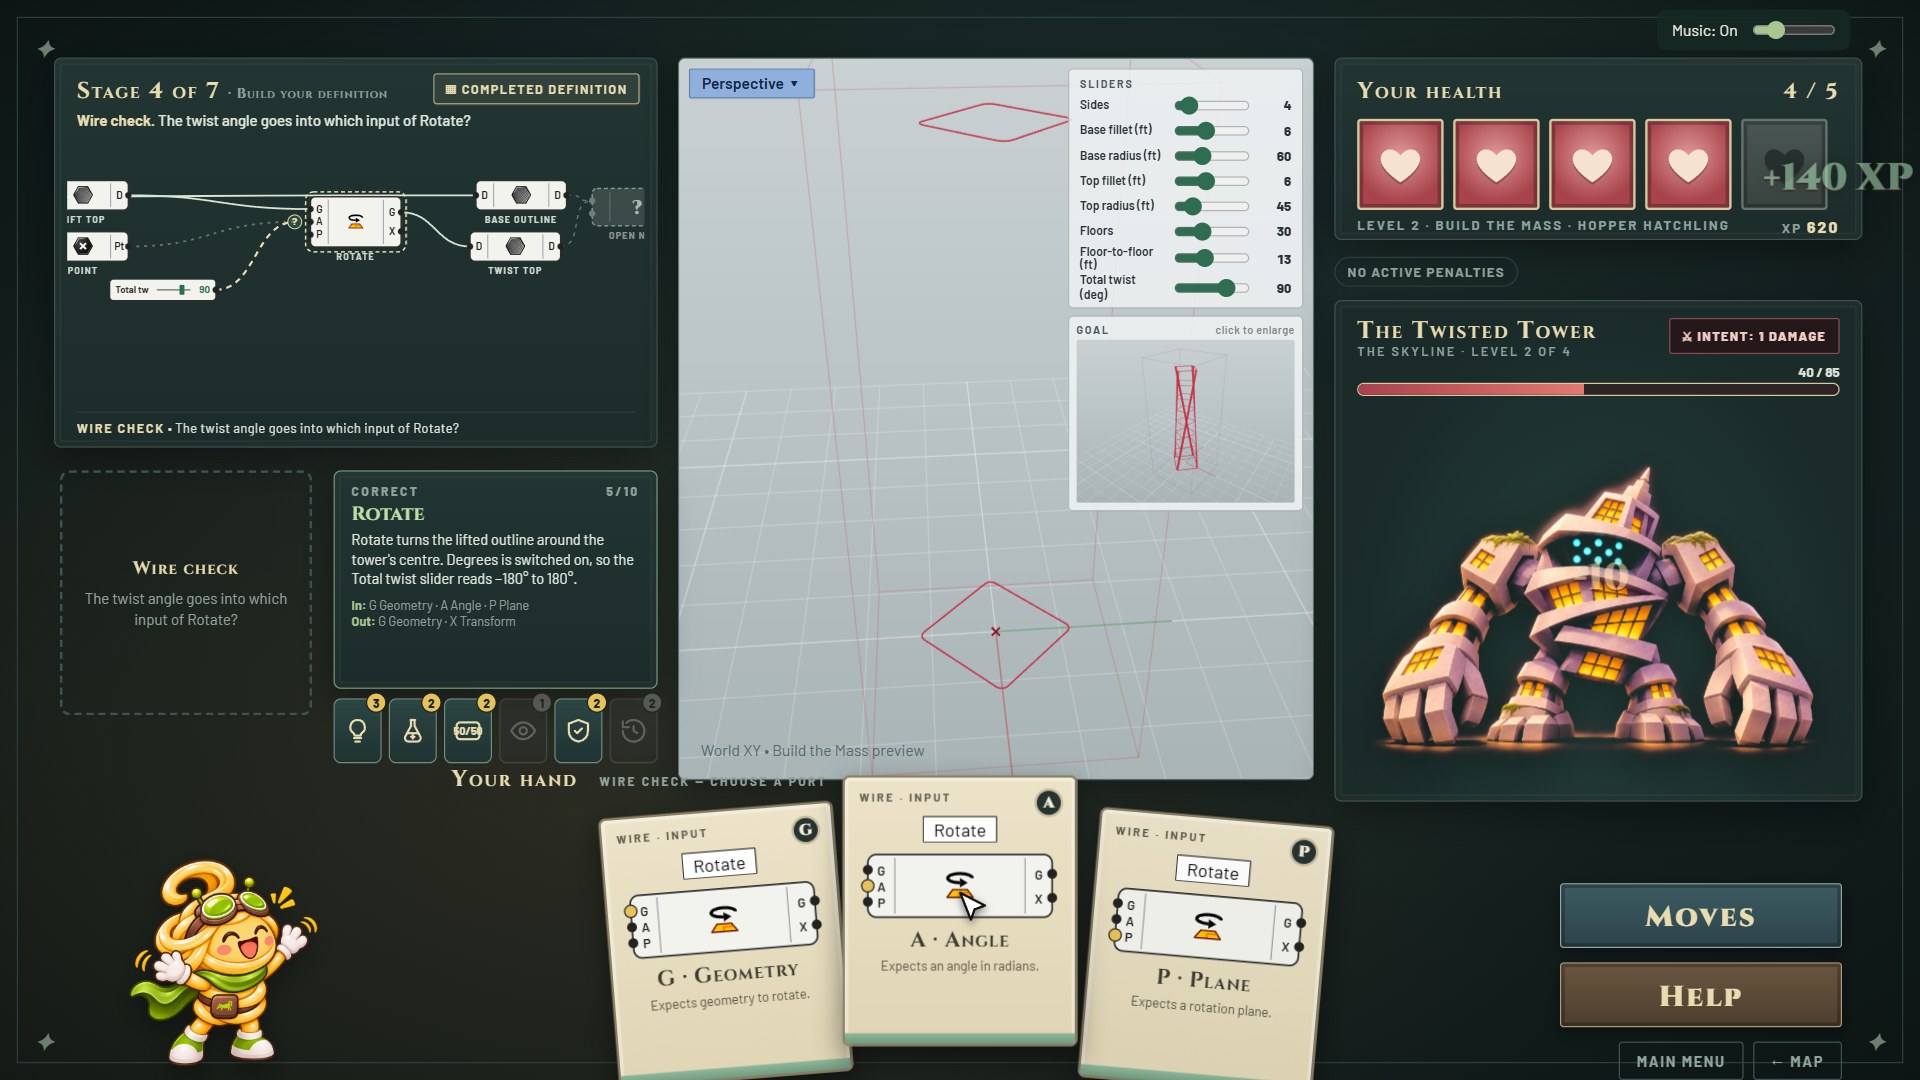 Music: On
STAGE 4 OF 7 · BUILD YOUR DEFINITION
COMPLETED DEFINITION
Wire check. The twist angle goes into which input of Rotate?
D
IFT TOP
Pt
POINT
Total tw 90
?
G
A
P
G
X
ROTATE
D D
BASE OUTLINE
D D
TWIST TOP
?
OPEN N
WIRE CHECK • The twist angle goes into which input of Rotate?
WIRE CHECK
The twist angle goes into which
input of Rotate?
CORRECT 5/10
ROTATE
Rotate turns the lifted outline around the
tower's centre. Degrees is switched on, so the
Total twist slider reads −180° to 180°.
In: G Geometry · A Angle · P Plane
Out: G Geometry · X Transform
3
2
2
50/50
1
2
2
Perspective ▾
SLIDERS
Sides 4
Base fillet (ft) 6
Base radius (ft) 60
Top fillet (ft) 6
Top radius (ft) 45
Floors 30
Floor-to-floor (ft) 13
Total twist (deg) 90
GOAL click to enlarge
World XY • Build the Mass preview
YOUR HEALTH 4 / 5
+140 XP
LEVEL 2 · BUILD THE MASS · HOPPER HATCHLING
XP 620
NO ACTIVE PENALTIES
THE TWISTED TOWER
THE SKYLINE · LEVEL 2 OF 4
INTENT: 1 DAMAGE
40 / 85
-10
YOUR HAND WIRE CHECK — CHOOSE A PORT
WIRE · INPUT G
Rotate
G
A
P
G
X
G · GEOMETRY
Expects geometry to rotate.
WIRE · INPUT A
Rotate
G
A
P
G
X
A · ANGLE
Expects an angle in radians.
WIRE · INPUT P
Rotate
G
A
P
G
X
P · PLANE
Expects a rotation plane.
MOVES
HELP
MAIN MENU
← MAP